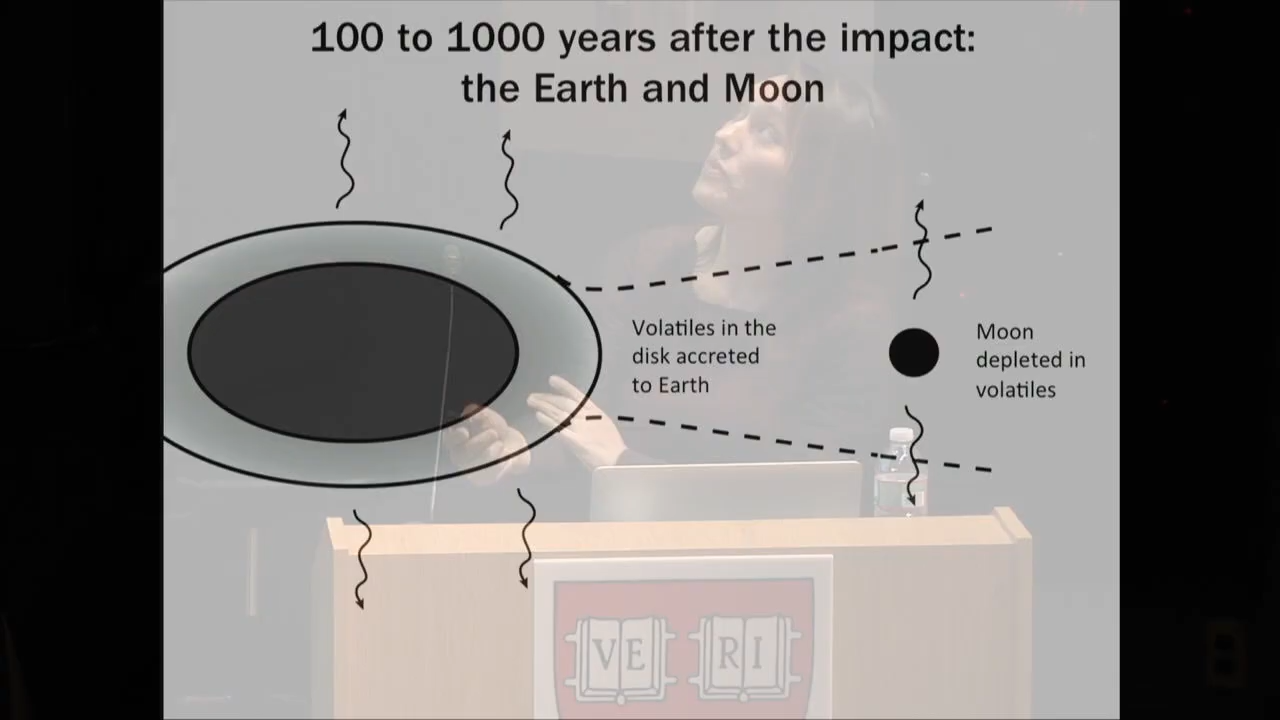 100 to 1000 years after the impact:
the Earth and Moon
Volatiles in the
disk accreted
to Earth
Moon
depleted in
volatiles
VE RI